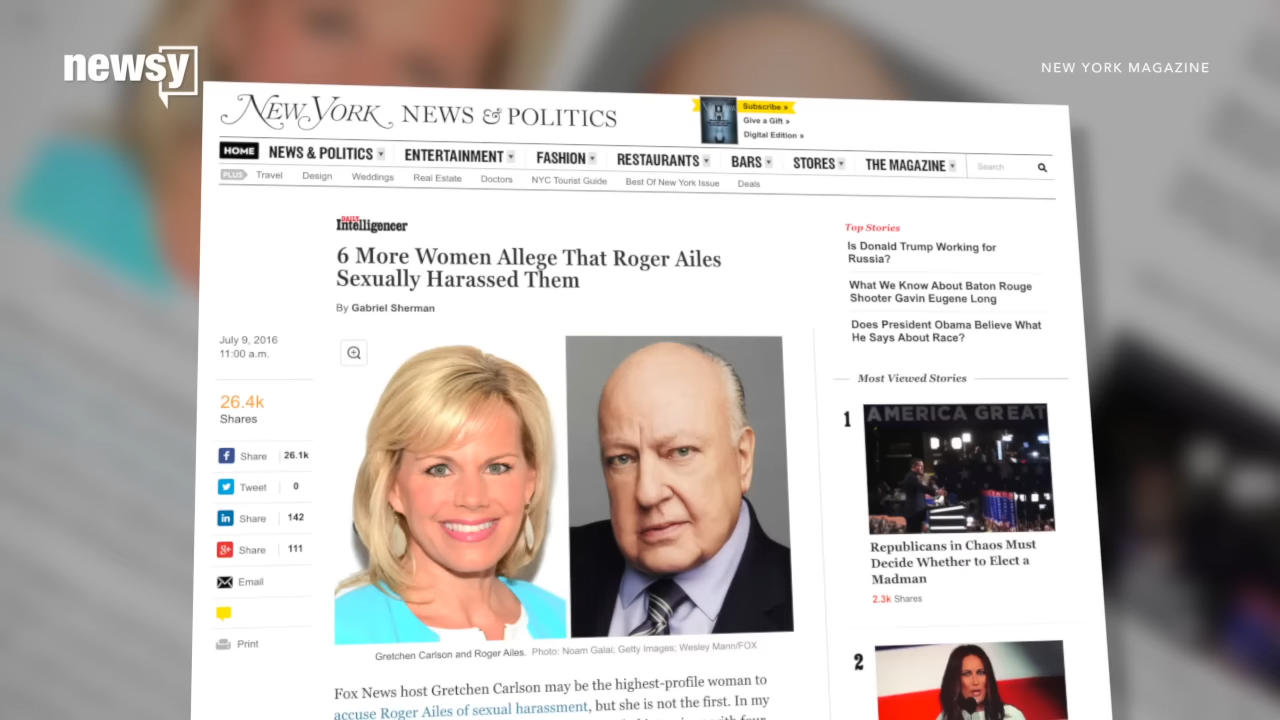 newsy
NEW YORK MAGAZINE
NEW YORK NEWS & POLITICS
Subscribe »
Give a Gift »
Digital Edition »
HOME NEWS & POLITICS ENTERTAINMENT FASHION RESTAURANTS BARS STORES THE MAGAZINE Search
PLUS Travel Design Weddings Real Estate Doctors NYC Tourist Guide Best Of New York Issue Deals
DAILY
Intelligencer
6 More Women Allege That Roger Ailes
Sexually Harassed Them
By Gabriel Sherman
July 9, 2016
11:00 a.m.
26.4k
Shares
f Share 26.1k
Tweet 0
in Share 142
g+ Share 111
Email
Print
Gretchen Carlson and Roger Ailes. Photo: Noam Galai; Getty Images; Wesley Mann/FOX
Fox News host Gretchen Carlson may be the highest-profile woman to
accuse Roger Ailes of sexual harassment, but she is not the first. In my
Top Stories
Is Donald Trump Working for
Russia?
What We Know About Baton Rouge
Shooter Gavin Eugene Long
Does President Obama Believe What
He Says About Race?
Most Viewed Stories
1
AMERICA GREAT
Republicans in Chaos Must
Decide Whether to Elect a
Madman
2.3k Shares
2